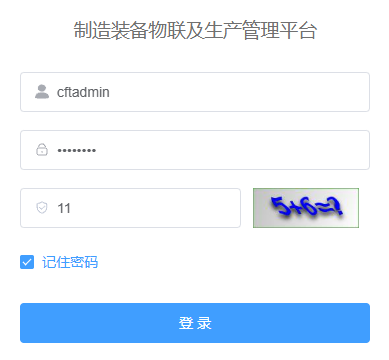 制造装备物联及生产管理平台
cftadmin
••••••••
11
5+6=?
记住密码
登 录